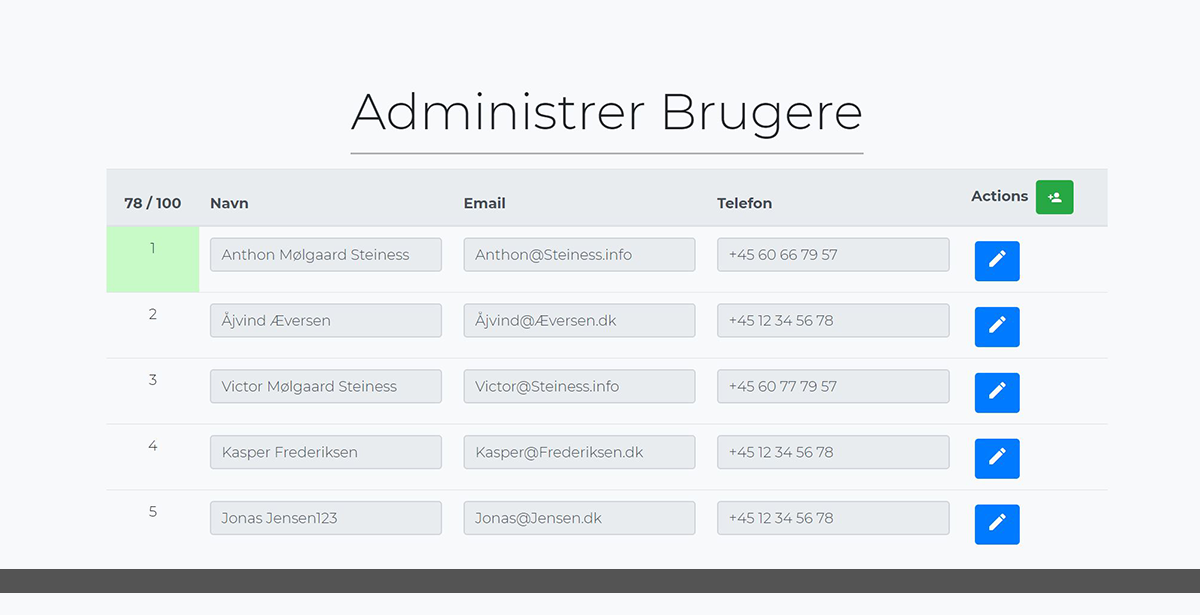 Administrer Brugere
78 / 100 Navn Email Telefon Actions
1 Anthon Mølgaard Steiness Anthon@Steiness.info +45 60 66 79 57
2 Åjvind Æversen Åjvind@Æversen.dk +45 12 34 56 78
3 Victor Mølgaard Steiness Victor@Steiness.info +45 60 77 79 57
4 Kasper Frederiksen Kasper@Frederiksen.dk +45 12 34 56 78
5 Jonas Jensen123 Jonas@Jensen.dk +45 12 34 56 78